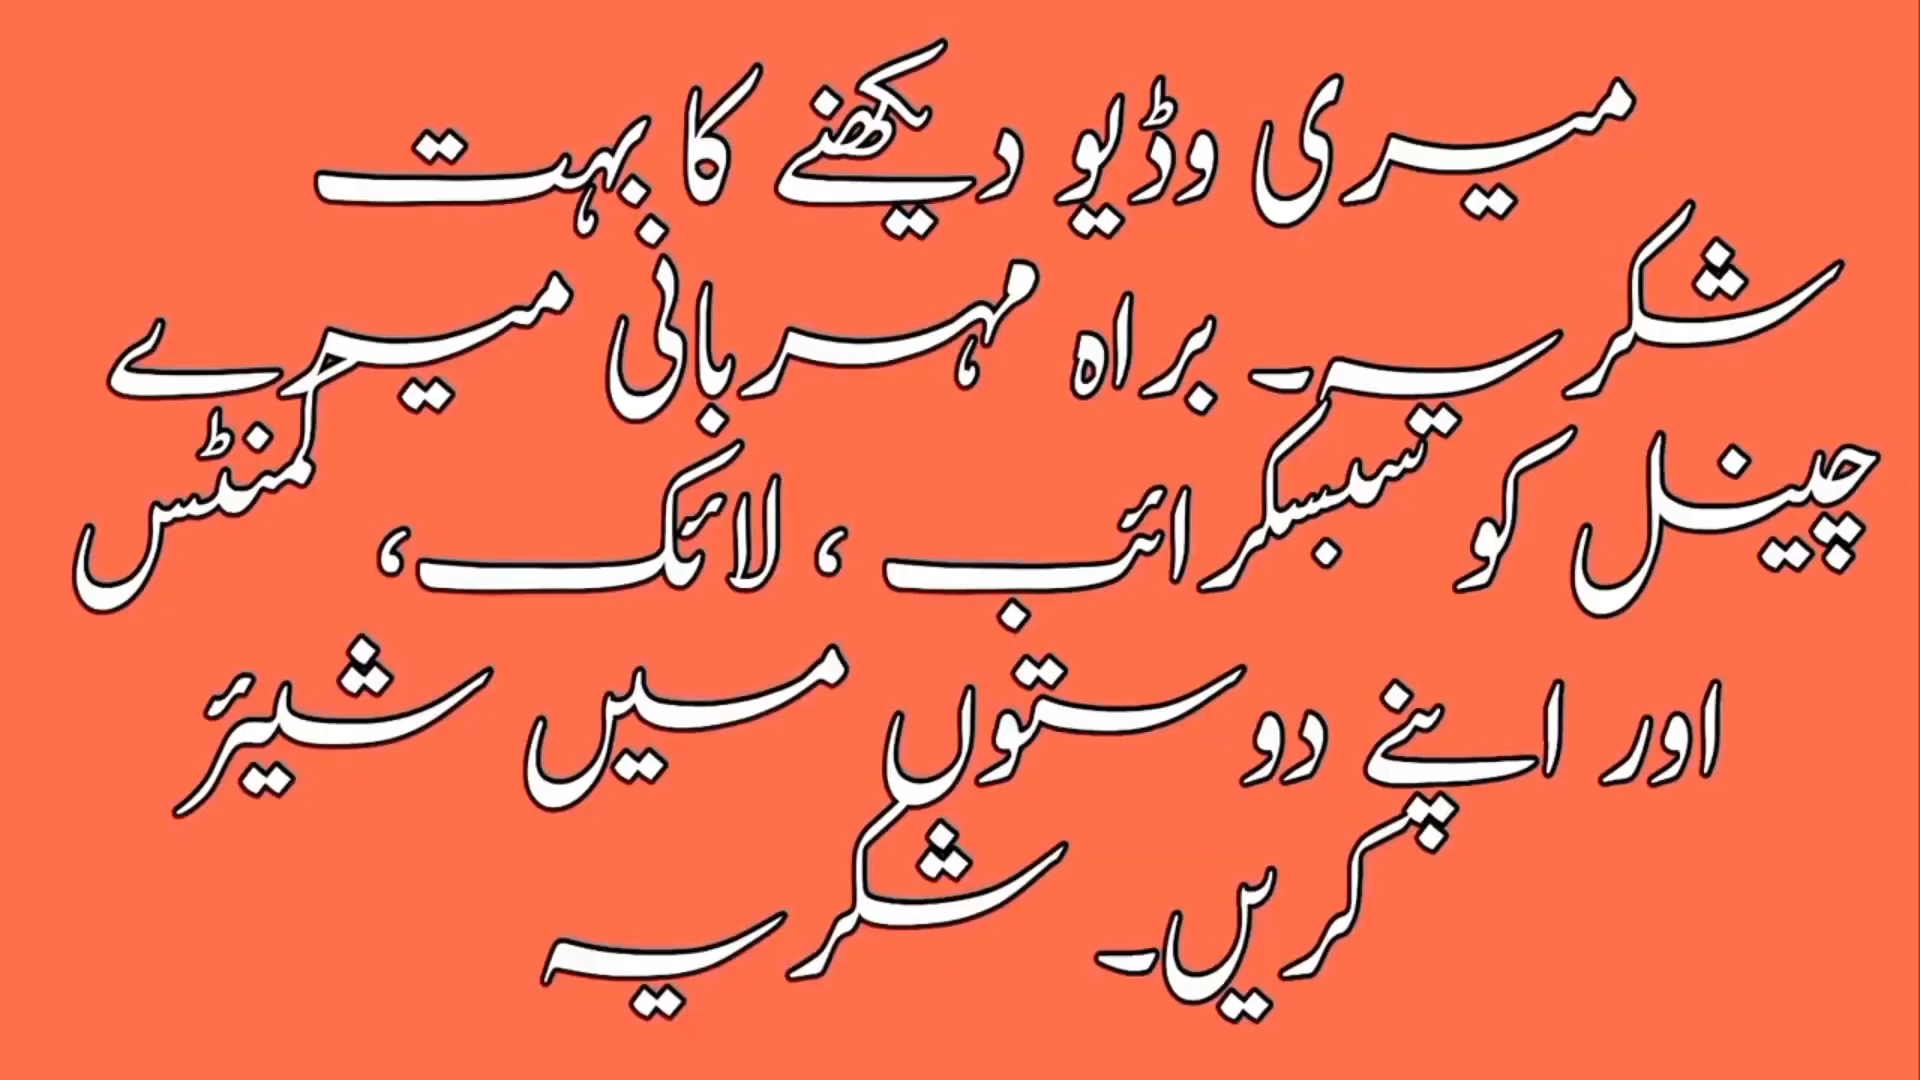 میری وڈیو دیکھنے کا بہت
شکریہ۔ براہ مہربانی میرے
چینل کو سبسکرائب ، لائک، کمنٹس
اور اپنے دوستوں میں شیئر
کریں۔ شکریہ